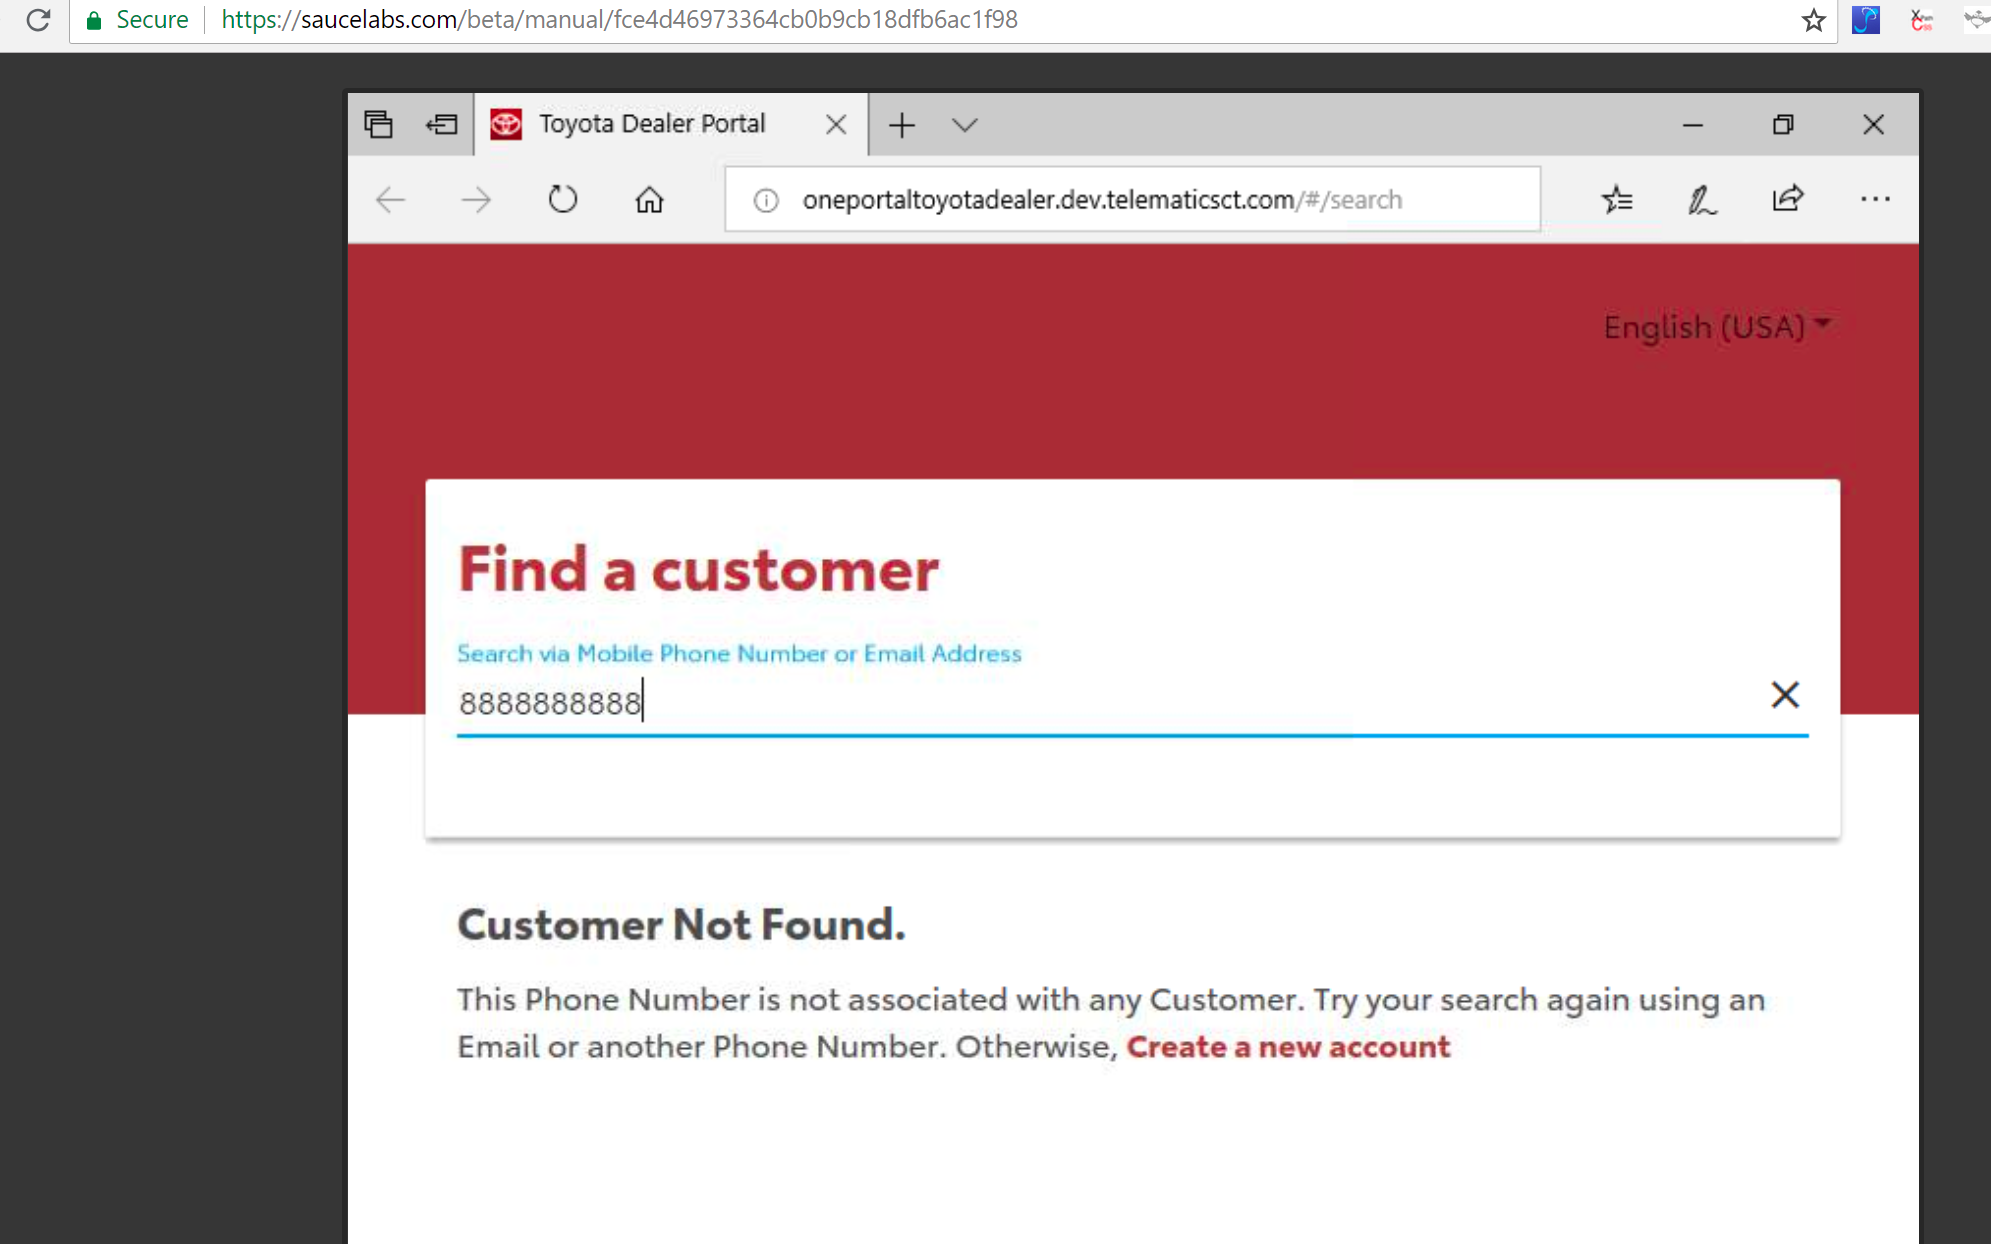 Secure https://saucelabs.com/beta/manual/fce4d46973364cb0b9cb18dfb6ac1f98
Toyota Dealer Portal
oneportaltoyotadealer.dev.telematicsct.com/#/search
English (USA)
Find a customer
Search via Mobile Phone Number or Email Address
8888888888
Customer Not Found.
This Phone Number is not associated with any Customer. Try your search again using an
Email or another Phone Number. Otherwise, Create a new account